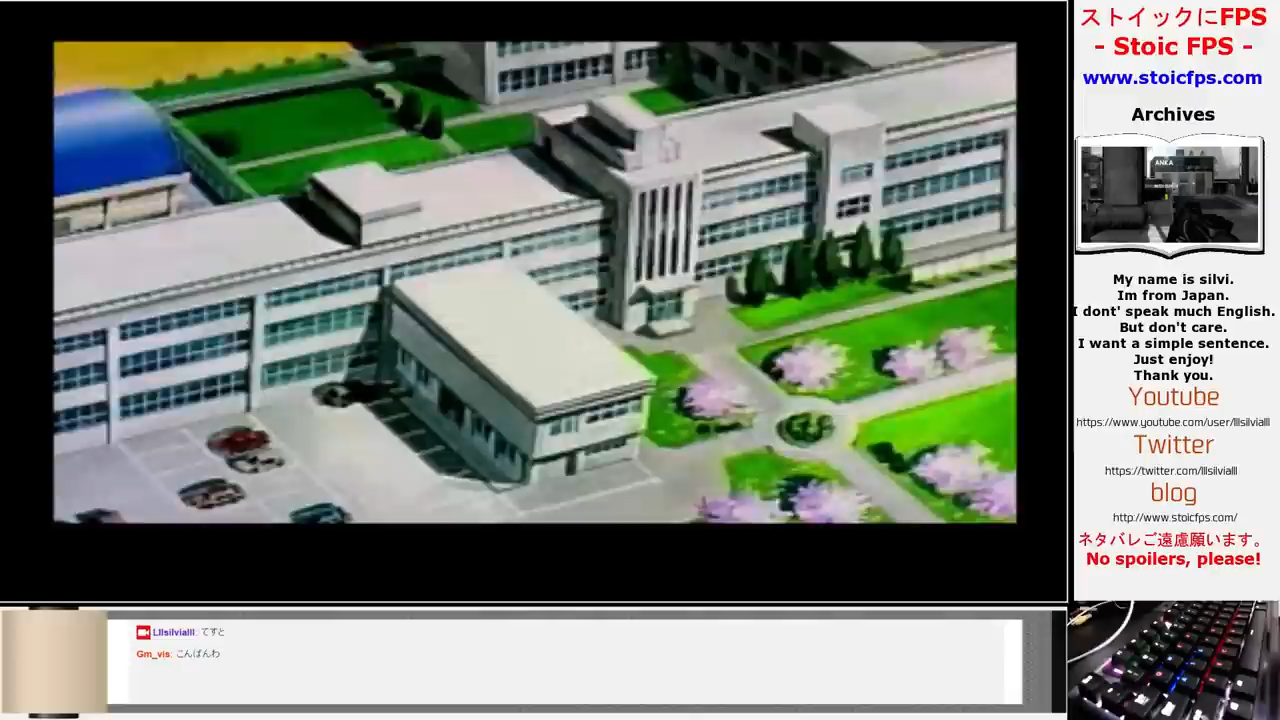 ストイックにFPS
- Stoic FPS -
www.stoicfps.com
Archives
ANKA
My name is silvi.
Im from Japan.
I dont' speak much English.
But don't care.
I want a simple sentence.
Just enjoy!
Thank you.
Youtube
https://www.youtube.com/user/lllsilvialll
Twitter
https://twitter.com/lllsilvialll
blog
http://www.stoicfps.com/
ネタバレご遠慮願います。
No spoilers, please!
Lllsilvialll: てすと
Gm_vis: こんばんわ